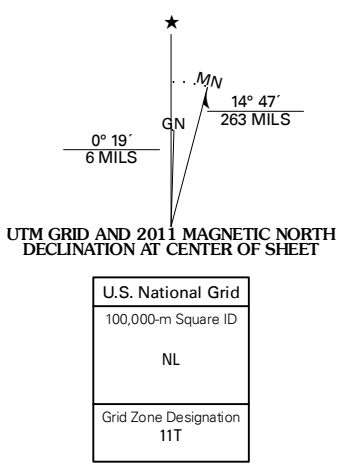 ★
MN
GN
14° 47´
263 MILS
0° 19´
6 MILS
UTM GRID AND 2011 MAGNETIC NORTH
DECLINATION AT CENTER OF SHEET
U.S. National Grid
100,000-m Square ID
NL
Grid Zone Designation
11T